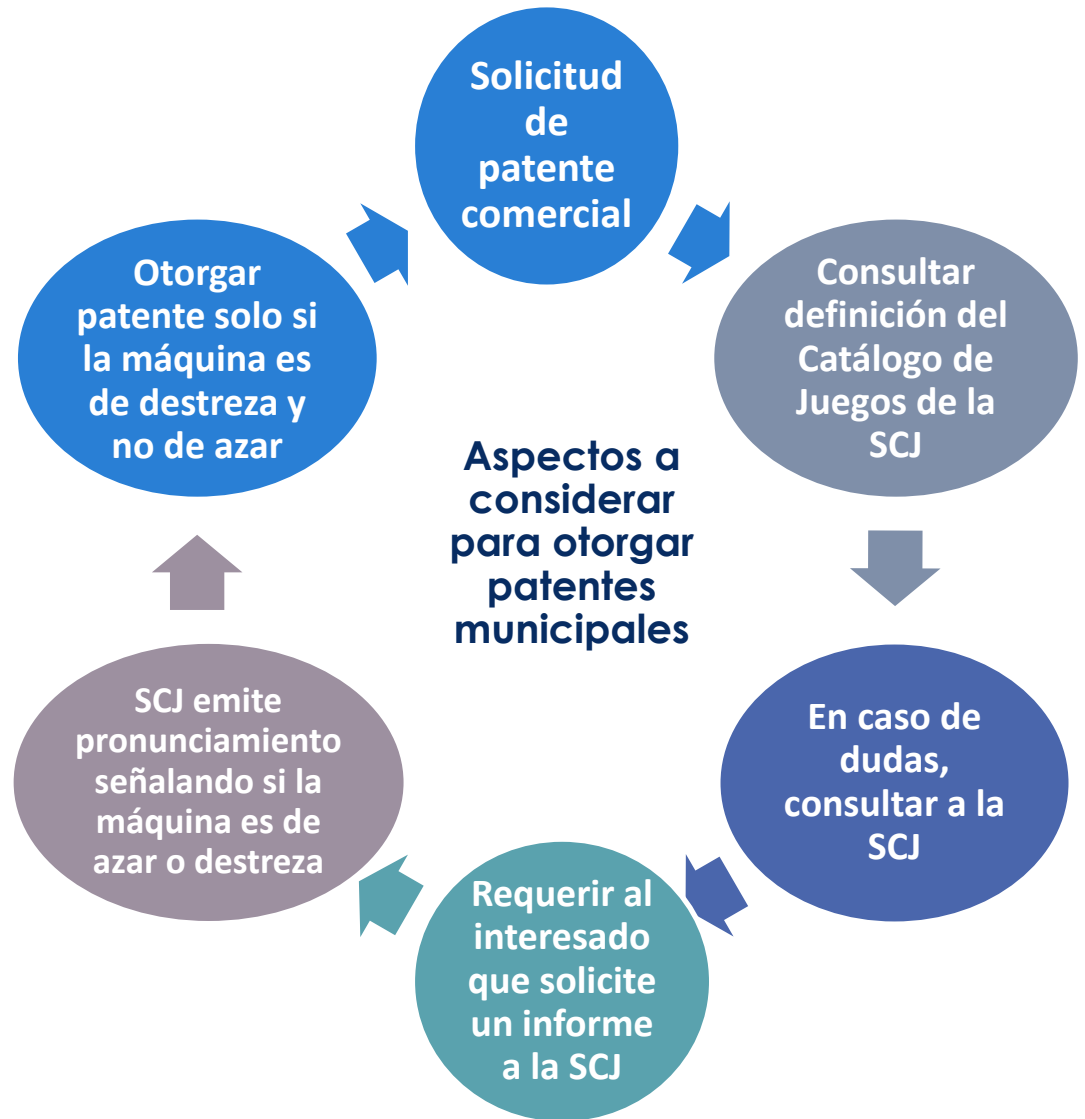 Solicitud
de
patente
comercial
Consultar
definición del
Catálogo de
Juegos de la
SCJ
En caso de
dudas,
consultar a la
SCJ
Requerir al
interesado
que solicite
un informe
a la SCJ
SCJ emite
pronunciamiento
señalando si la
máquina es de
azar o destreza
Otorgar
patente solo si
la máquina es
de destreza y
no de azar
Aspectos a
considerar
para otorgar
patentes
municipales